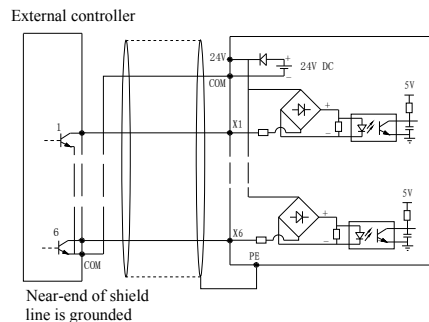 External controller
24V
+
24V DC
−
COM
5V
1
X1
+
−
5V
6
X6
+
−
COM
PE
Near-end of shield
line is grounded